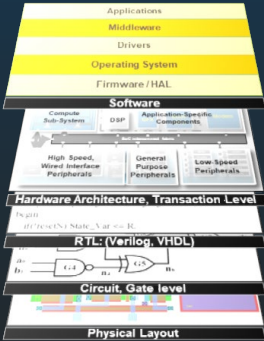 Applications
Middleware
Drivers
Operating System
Firmware/HAL
Software
Compute
Sub-System
DSP
Application-Specific
Components
High Speed,
Wired Interface
Peripherals
General
Purpose
Peripherals
Low-Speed
Peripherals
Hardware Architecture, Transaction Level
begin
RTL: (Verilog, VHDL)
G4
G5
Circuit, Gate level
Physical Layout